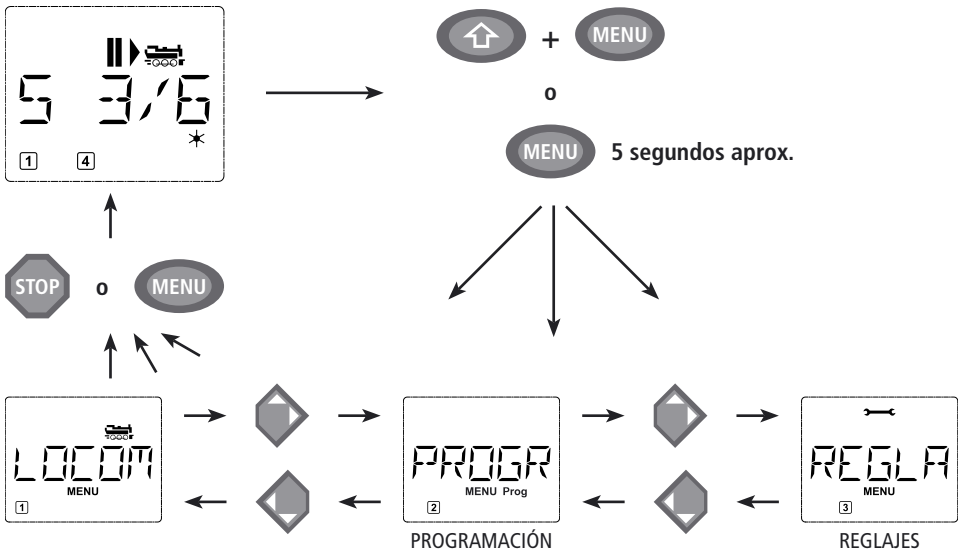 + MENU
S 3/6
o
1 4
MENU 5 segundos aprox.
STOP o MENU
LOCOM
MENU
1
PROGR
MENU Prog
2
REGLA
MENU
3
PROGRAMACIÓN
REGLAJES